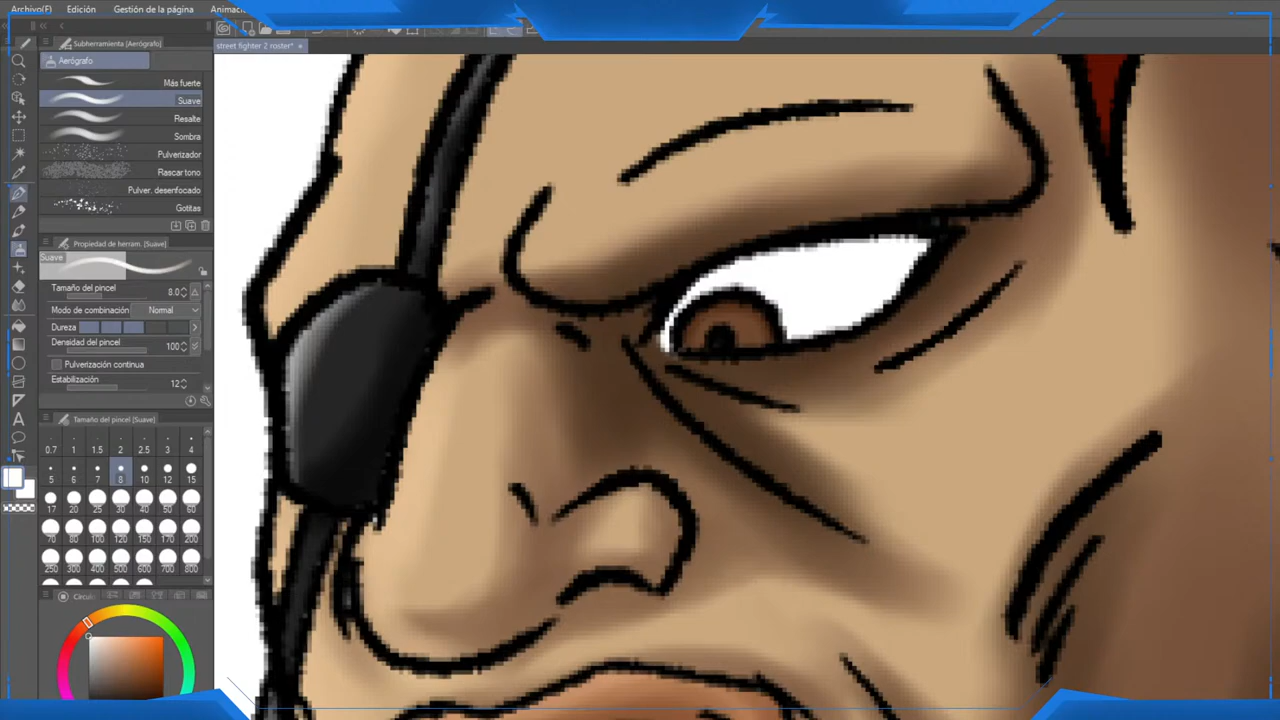 Archivo(F) Edición Gestión de la página Animación
Subherramienta (Aerógrafo)
street fighter 2 roster*
Aerógrafo
Más fuerte
Suave
Resalte
Sombra
Pulverizador
Rascar tono
Pulver. desenfocado
Gotitas
Propiedad de herram. (Suave)
Suave
Tamaño del pincel 8.0
Modo de combinación Normal
Dureza
Densidad del pincel 100
Pulverización continua
Estabilización 12
Tamaño del pincel (Suave)
0.7 1 1.5 2 2.5 3 4
5 6 7 8 10 12 15
17 20 25 30 40 50 60
70 80 100 120 150 170 200
250 300 400 500 600 700 800